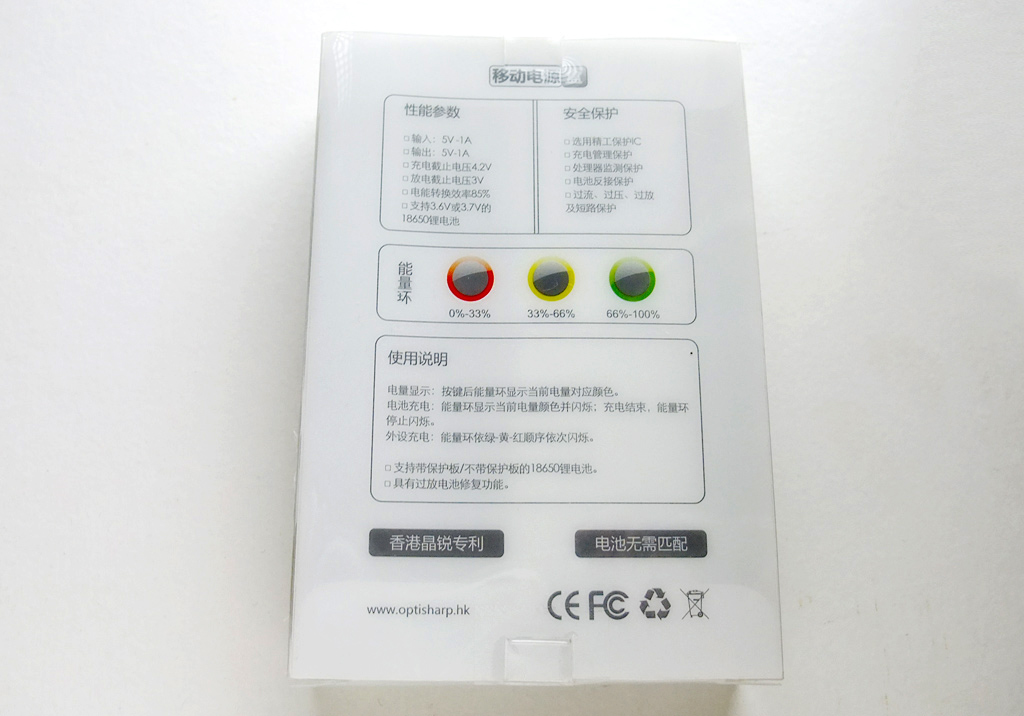 移动电源盒
性能参数
□ 输入：5V-1A
□ 输出：5V-1A
□ 充电截止电压4.2V
□ 放电截止电压3V
□ 电能转换效率85%
□ 支持3.6V或3.7V的
18650锂电池
安全保护
□ 选用精工保护IC
□ 充电管理保护
□ 处理器监测保护
□ 电池反接保护
□ 过流、过压、过放
及短路保护
能量环
0%-33%
33%-66%
66%-100%
使用说明
电量显示：按键后能量环显示当前电量对应颜色。
电池充电：能量环显示当前电量颜色并闪烁；充电结束，能量环
停止闪烁。
外设充电：能量环依绿-黄-红顺序依次闪烁。
□ 支持带保护板/不带保护板的18650锂电池。
□ 具有过放电池修复功能。
香港晶锐专利
电池无需匹配
www.optisharp.hk
CE FC